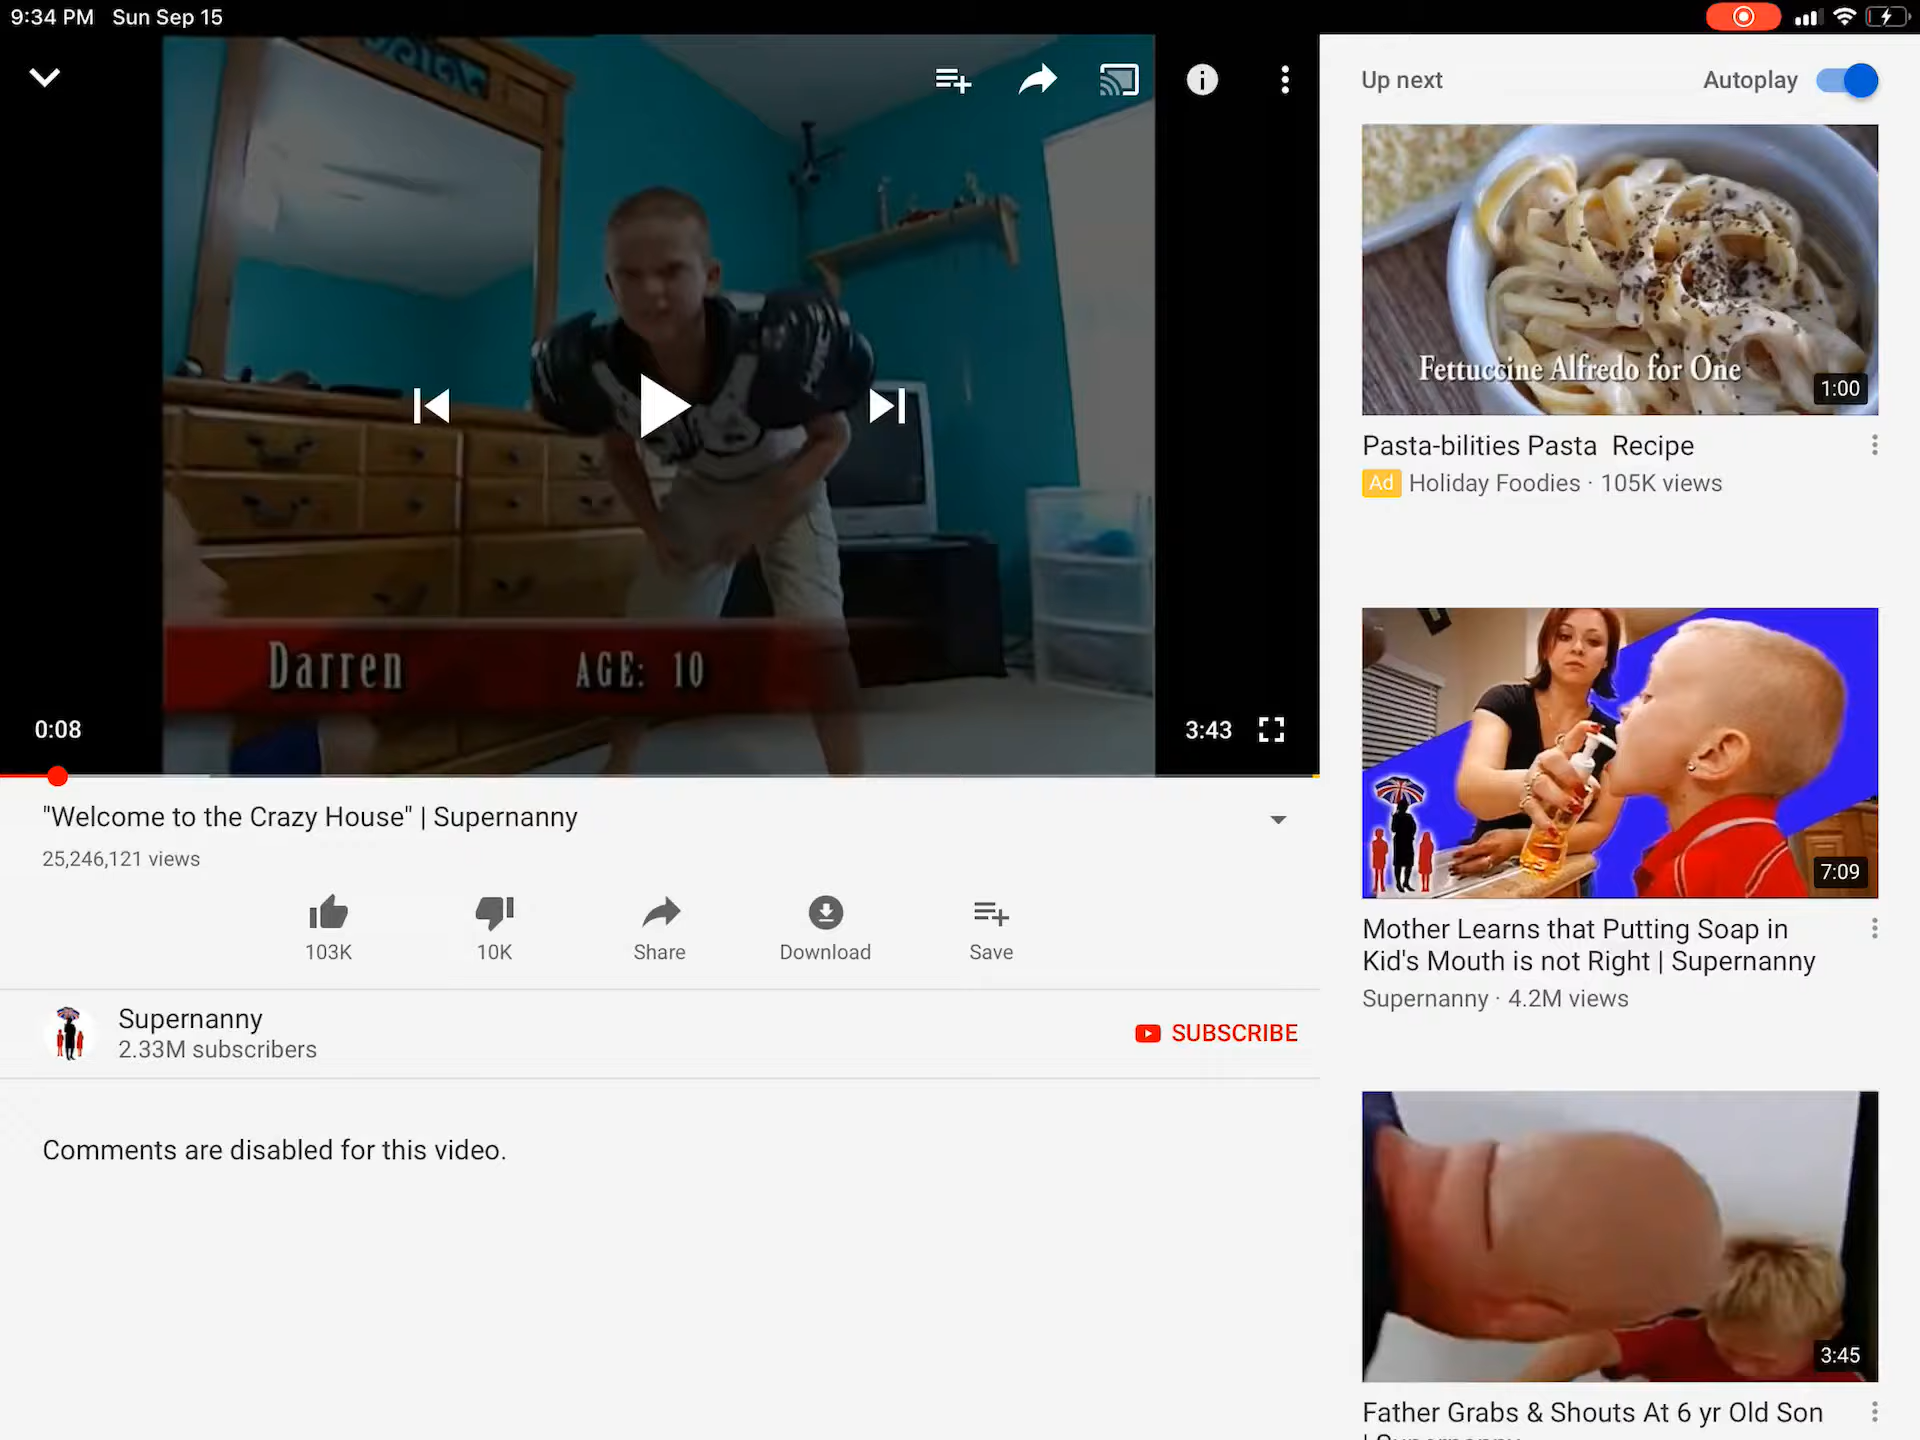 9:34 PM Sun Sep 15
Darren AGE: 10
0:08
3:43
"Welcome to the Crazy House" | Supernanny
25,246,121 views
103K
10K
Share
Download
Save
Supernanny
2.33M subscribers
SUBSCRIBE
Comments are disabled for this video.
Up next
Autoplay
Fettuccine Alfredo for One
1:00
Pasta-bilities Pasta Recipe
Ad Holiday Foodies · 105K views
7:09
Mother Learns that Putting Soap in
Kid's Mouth is not Right | Supernanny
Supernanny · 4.2M views
3:45
Father Grabs & Shouts At 6 yr Old Son
| Supernanny